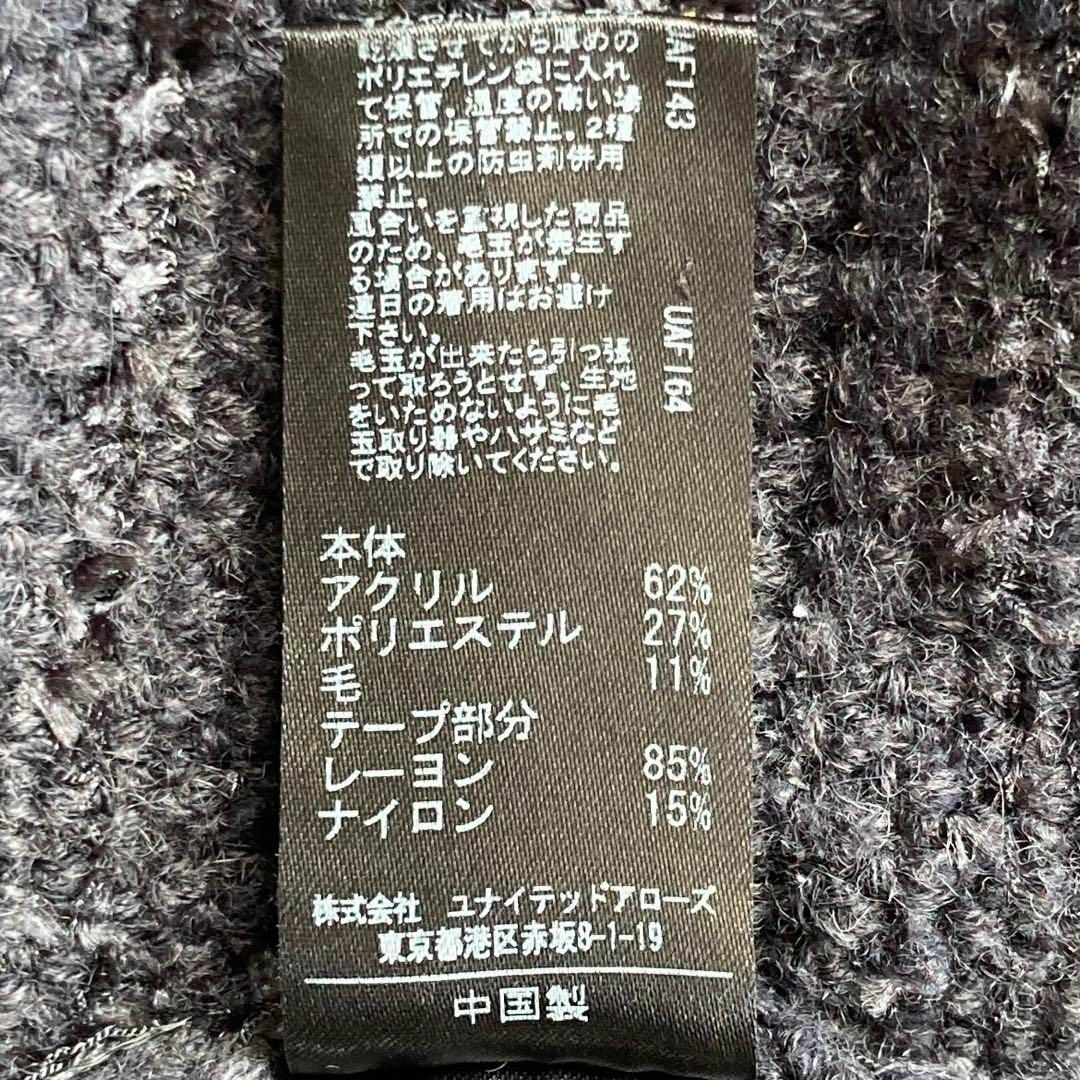 乾燥させてから厚めの
ポリエチレン袋に入れ
て保管。温度の高い場
所での保管禁止。2種
類以上の防虫剤併用
禁止。
風合いを重視した商品
のため、毛玉が発生す
る場合があります。
連日の着用はお避け
下さい。
毛玉が出来たら引っ張
って取ろうとせず、生地
をいためないように毛
玉取り器やハサミなど
で取り除いてください。
UAF143
UAF164
本体
アクリル 62%
ポリエステル 27%
毛 11%
テープ部分
レーヨン 85%
ナイロン 15%
株式会社 ユナイテッドアローズ
東京都港区赤坂8-1-19
中国製